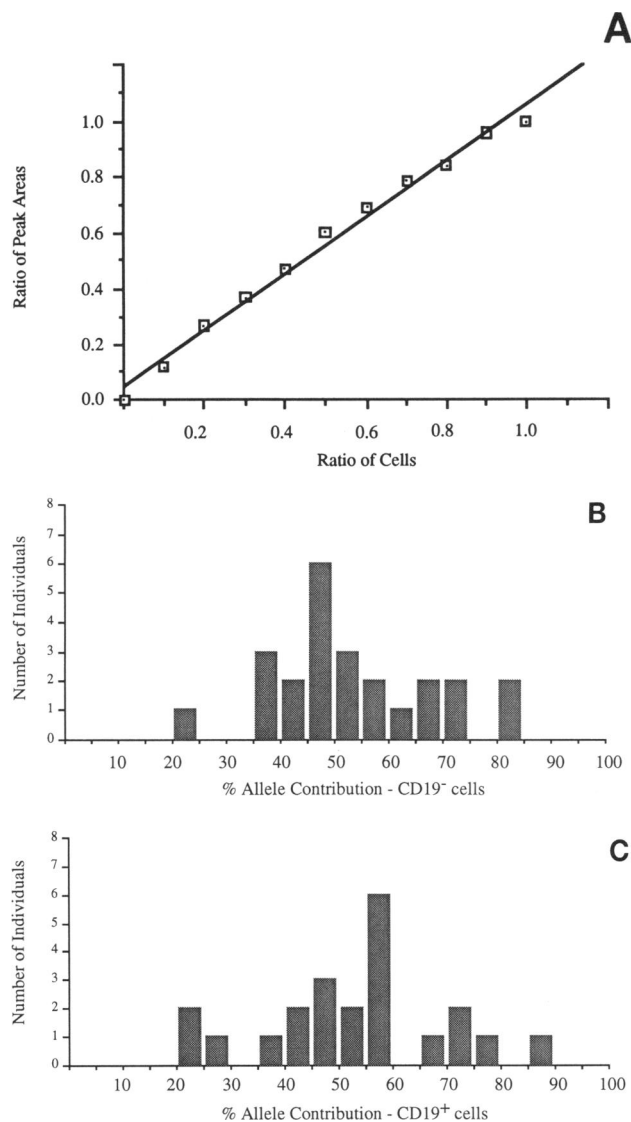 A
1.0
0.8
0.6
0.4
0.2
0.0
Ratio of Peak Areas
0.2 0.4 0.6 0.8 1.0
Ratio of Cells
B
8
7
6
5
4
3
2
1
0
Number of Individuals
10 20 30 40 50 60 70 80 90 100
% Allele Contribution - CD19⁻ cells
C
8
7
6
5
4
3
2
1
0
Number of Individuals
10 20 30 40 50 60 70 80 90 100
% Allele Contribution - CD19⁺ cells